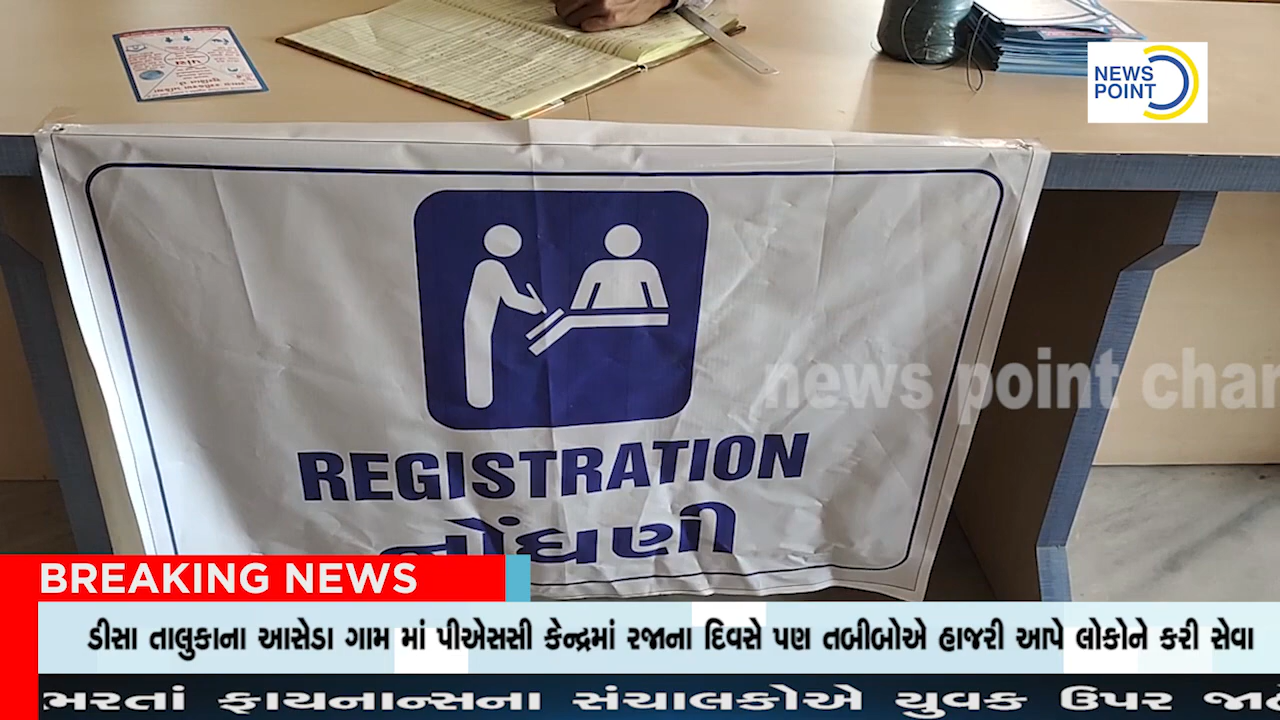 NEWS
POINT
news point chan
REGISTRATION
નોંધણી
BREAKING NEWS
ડીસા તાલુકાના આસેડા ગામ માં પીએસસી કેન્દ્રમાં રજાના દિવસે પણ તબીબોએ હાજરી આપે લોકોને કરી સેવા
ભરતાં ફાયનાન્સના સંચાલકોએ યુવક ઉપર જાહે